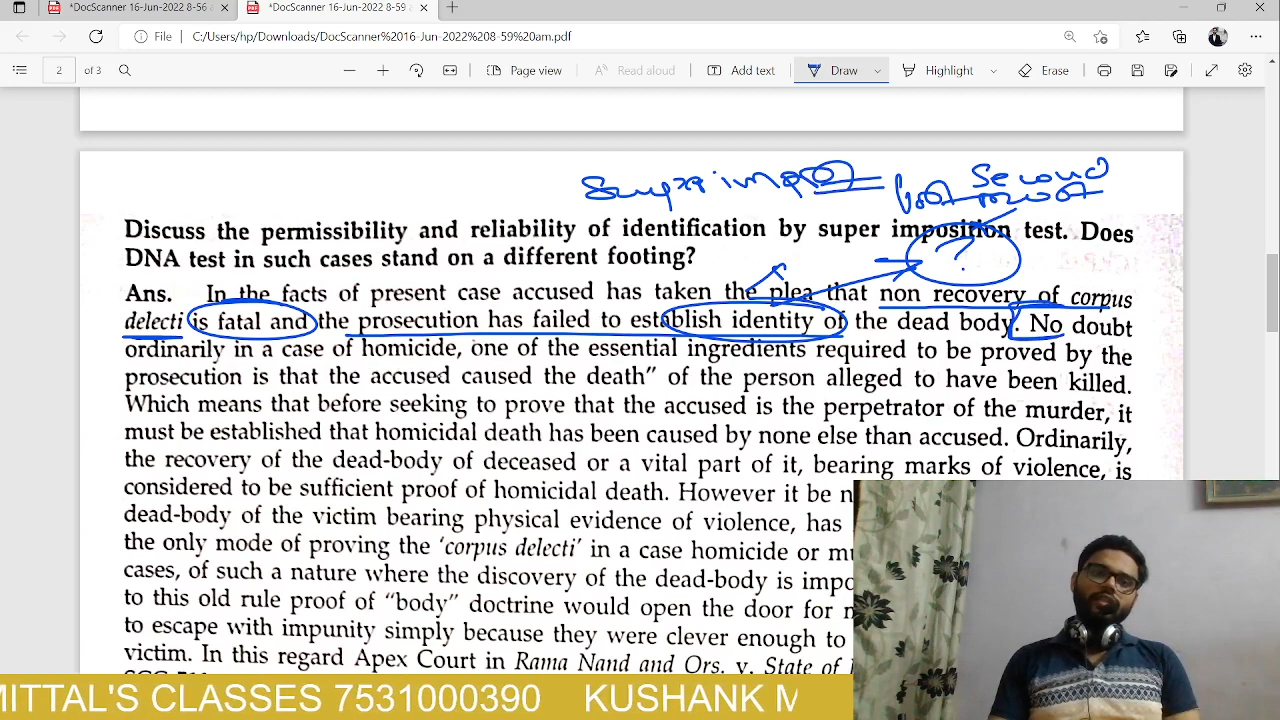 *DocScanner 16-Jun-2022 8-56 a
*DocScanner 16-Jun-2022 8-59
File
C:/Users/hp/Downloads/DocScanner%2016-Jun-2022%208-59%20am.pdf
2 of 3
Page view
Read aloud
Add text
Draw
Highlight
Erase
Second
Discuss the permissibility and reliability of identification by super imposition test. Does
DNA test in such cases stand on a different footing?
?
Ans. In the facts of present case accused has taken the plea that non recovery of corpus
delecti is fatal and the prosecution has failed to establish identity of the dead body. No doubt
ordinarily in a case of homicide, one of the essential ingredients required to be proved by the
prosecution is that the accused caused the death” of the person alleged to have been killed.
Which means that before seeking to prove that the accused is the perpetrator of the murder, it
must be established that homicidal death has been caused by none else than accused. Ordinarily,
the recovery of the dead-body of deceased or a vital part of it, bearing marks of violence, is
considered to be sufficient proof of homicidal death. However it be n
dead-body of the victim bearing physical evidence of violence, has
the only mode of proving the ‘corpus delecti’ in a case homicide or mu
cases, of such a nature where the discovery of the dead-body is impo
to this old rule proof of “body” doctrine would open the door for
to escape with impunity simply because they were clever enough to
victim. In this regard Apex Court in Rama Nand and Ors. v. State of
MITTAL'S CLASSES 7531000390 KUSHANK M